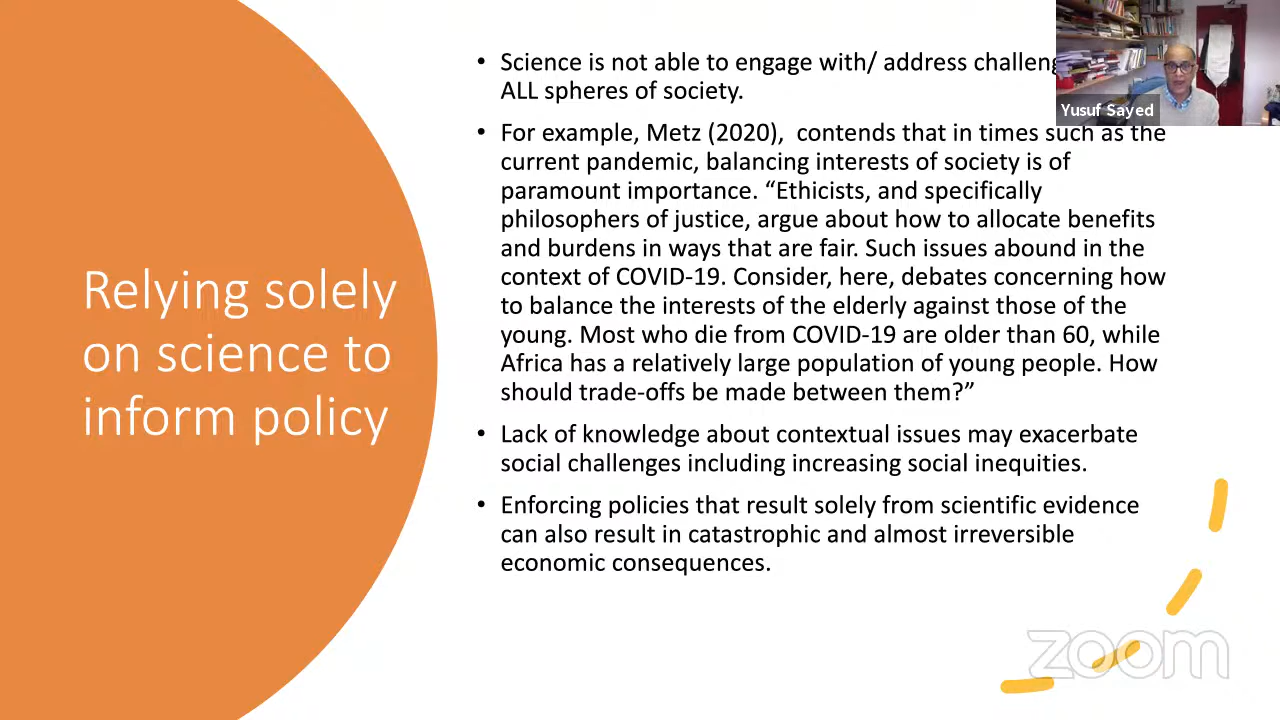 Relying solely
on science to
inform policy
• Science is not able to engage with/ address
ALL spheres of society.
• For example, Metz (2020), contends that in times such as the
current pandemic, balancing interests of society is of
paramount importance. “Ethicists, and specifically
philosophers of justice, argue about how to allocate benefits
and burdens in ways that are fair. Such issues abound in the
context of COVID-19. Consider, here, debates concerning how
to balance the interests of the elderly against those of the
young. Most who die from COVID-19 are older than 60, while
Africa has a relatively large population of young people. How
should trade-offs be made between them?”
• Lack of knowledge about contextual issues may exacerbate
social challenges including increasing social inequities.
• Enforcing policies that result solely from scientific evidence
can also result in catastrophic and almost irreversible
economic consequences.
Yusuf Sayed
zoom